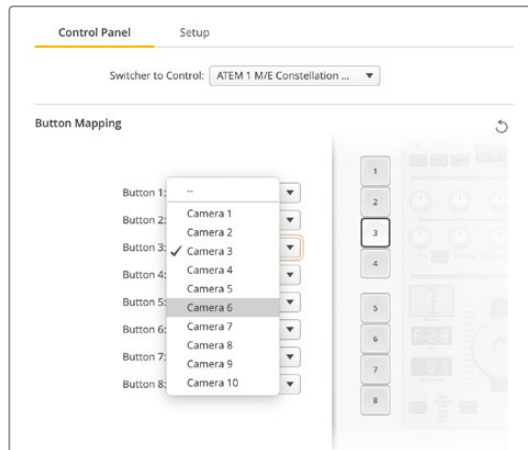 Control Panel Setup
Switcher to Control: ATEM 1 M/E Constellation ...
Button Mapping
Button 1:
Button 2:
Button 3:
Button 4:
Button 5:
Button 6:
Button 7:
Button 8:
--
Camera 1
Camera 2
Camera 3
Camera 4
Camera 5
Camera 6
Camera 7
Camera 8
Camera 9
Camera 10
1
2
3
4
5
6
7
8